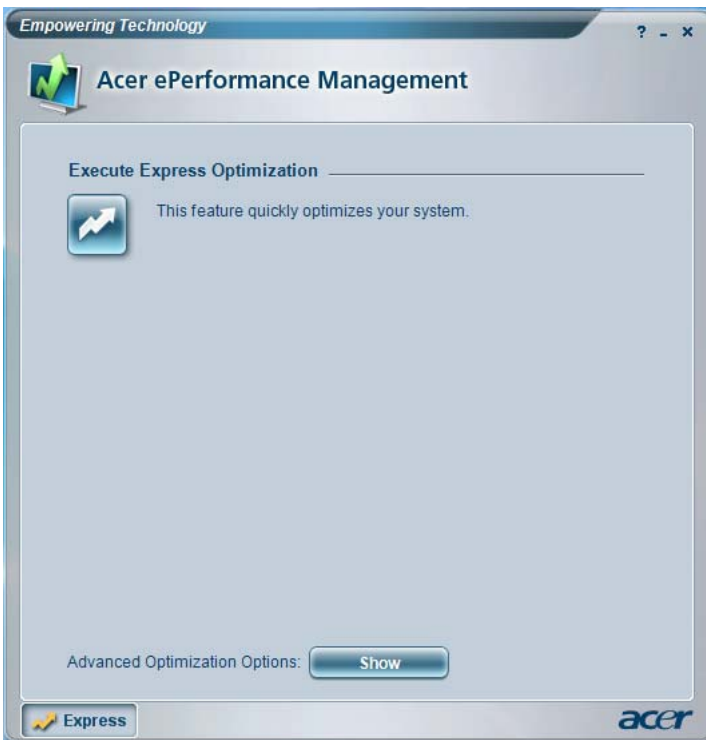 Empowering Technology
? - x
Acer ePerformance Management
Execute Express Optimization
This feature quickly optimizes your system.
Advanced Optimization Options: Show
Express
acer